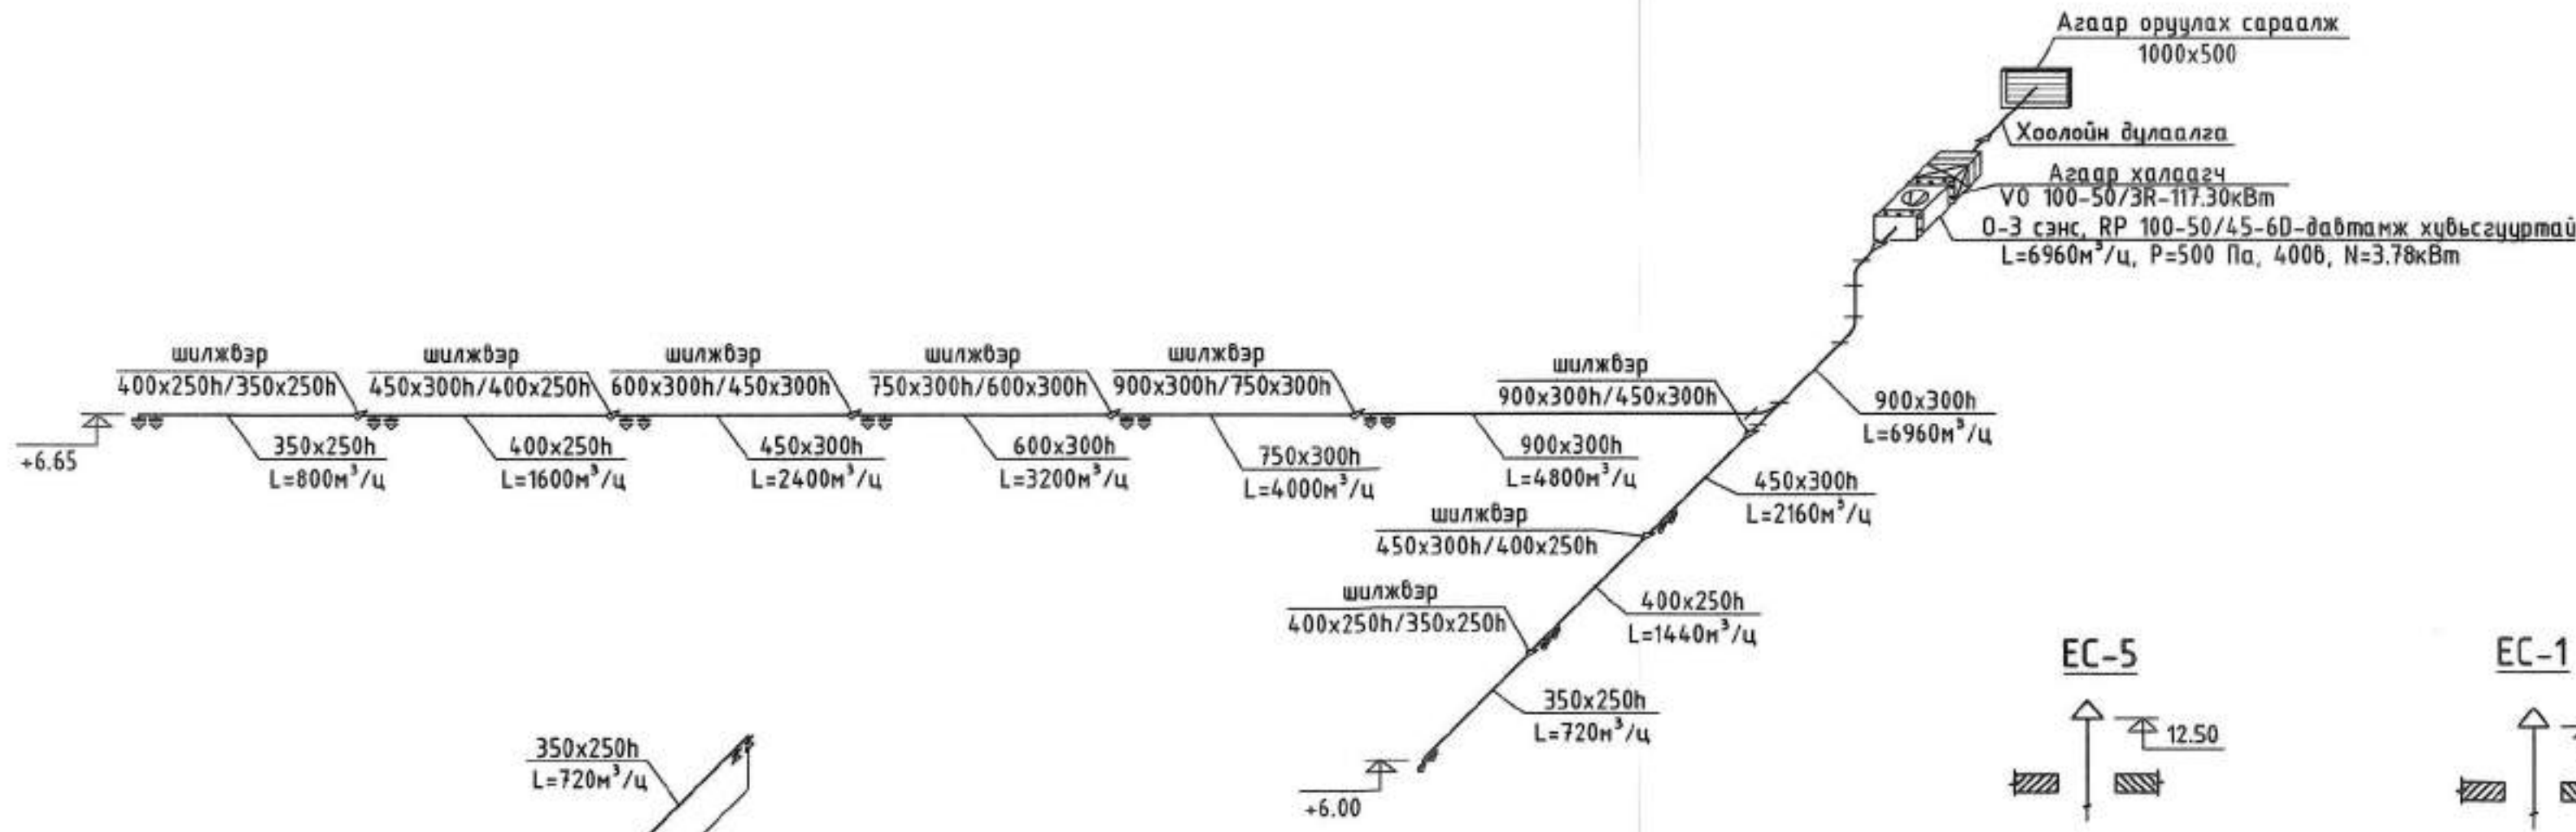 Агаар оруулах сараалж
1000x500
Хоолойн дулаалга
Агаар халаагч
VO 100-50/3R-117.30кВт
О-3 сэнс, RP 100-50/45-6D-давтамж хувьсгууртай
L=6960м³/ц, P=500 Па, 400в, N=3.78кВт
шилжвэр
400x250h/350x250h
шилжвэр
450x300h/400x250h
шилжвэр
600x300h/450x300h
шилжвэр
750x300h/600x300h
шилжвэр
900x300h/750x300h
шилжвэр
900x300h/450x300h
900x300h
L=6960м³/ц
+6.65
350x250h
L=800м³/ц
400x250h
L=1600м³/ц
450x300h
L=2400м³/ц
600x300h
L=3200м³/ц
750x300h
L=4000м³/ц
900x300h
L=4800м³/ц
450x300h
L=2160м³/ц
шилжвэр
450x300h/400x250h
шилжвэр
400x250h/350x250h
400x250h
L=1440м³/ц
350x250h
L=720м³/ц
+6.00
350x250h
L=720м³/ц
EC-5
12.50
EC-1